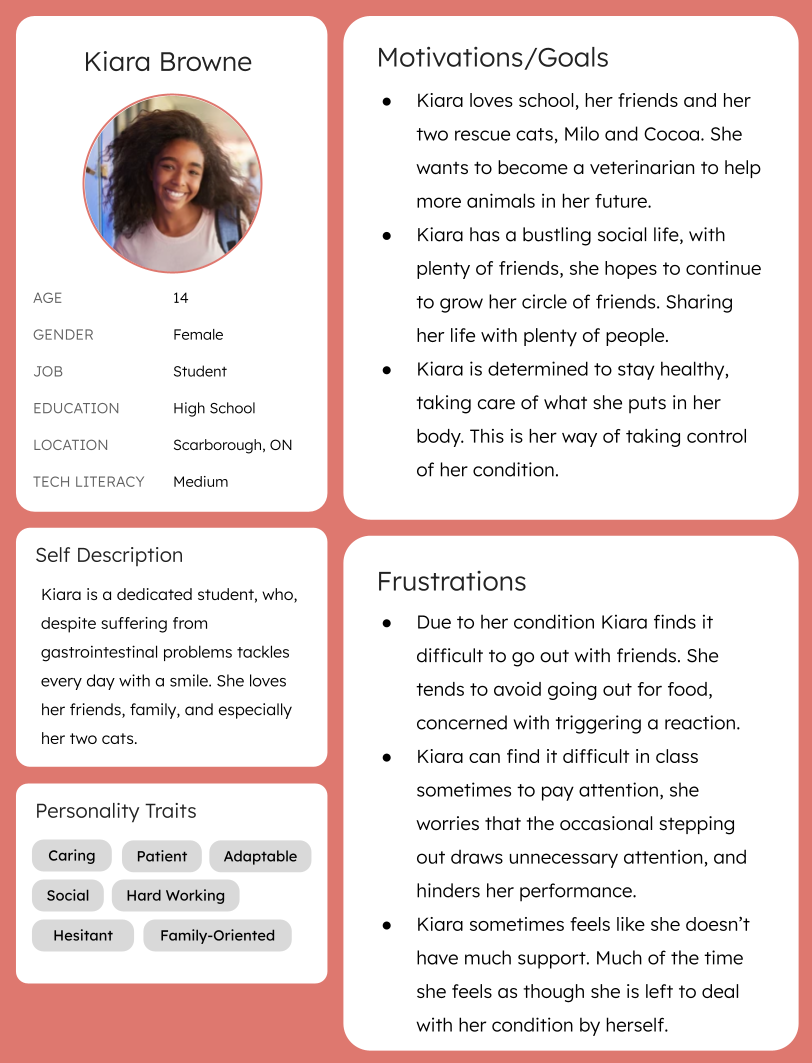 Kiara Browne
AGE 14
GENDER Female
JOB Student
EDUCATION High School
LOCATION Scarborough, ON
TECH LITERACY Medium
Self Description
Kiara is a dedicated student, who,
despite suffering from
gastrointestinal problems tackles
every day with a smile. She loves
her friends, family, and especially
her two cats.
Personality Traits
Caring Patient Adaptable
Social Hard Working
Hesitant Family-Oriented
Motivations/Goals
● Kiara loves school, her friends and her
two rescue cats, Milo and Cocoa. She
wants to become a veterinarian to help
more animals in her future.
● Kiara has a bustling social life, with
plenty of friends, she hopes to continue
to grow her circle of friends. Sharing
her life with plenty of people.
● Kiara is determined to stay healthy,
taking care of what she puts in her
body. This is her way of taking control
of her condition.
Frustrations
● Due to her condition Kiara finds it
difficult to go out with friends. She
tends to avoid going out for food,
concerned with triggering a reaction.
● Kiara can find it difficult in class
sometimes to pay attention, she
worries that the occasional stepping
out draws unnecessary attention, and
hinders her performance.
● Kiara sometimes feels like she doesn’t
have much support. Much of the time
she feels as though she is left to deal
with her condition by herself.